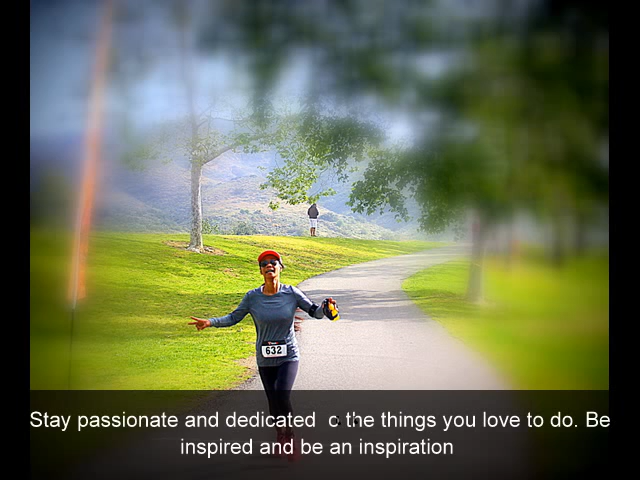 632
Stay passionate and dedicated the things you love to do. Be
inspired and be an inspiration